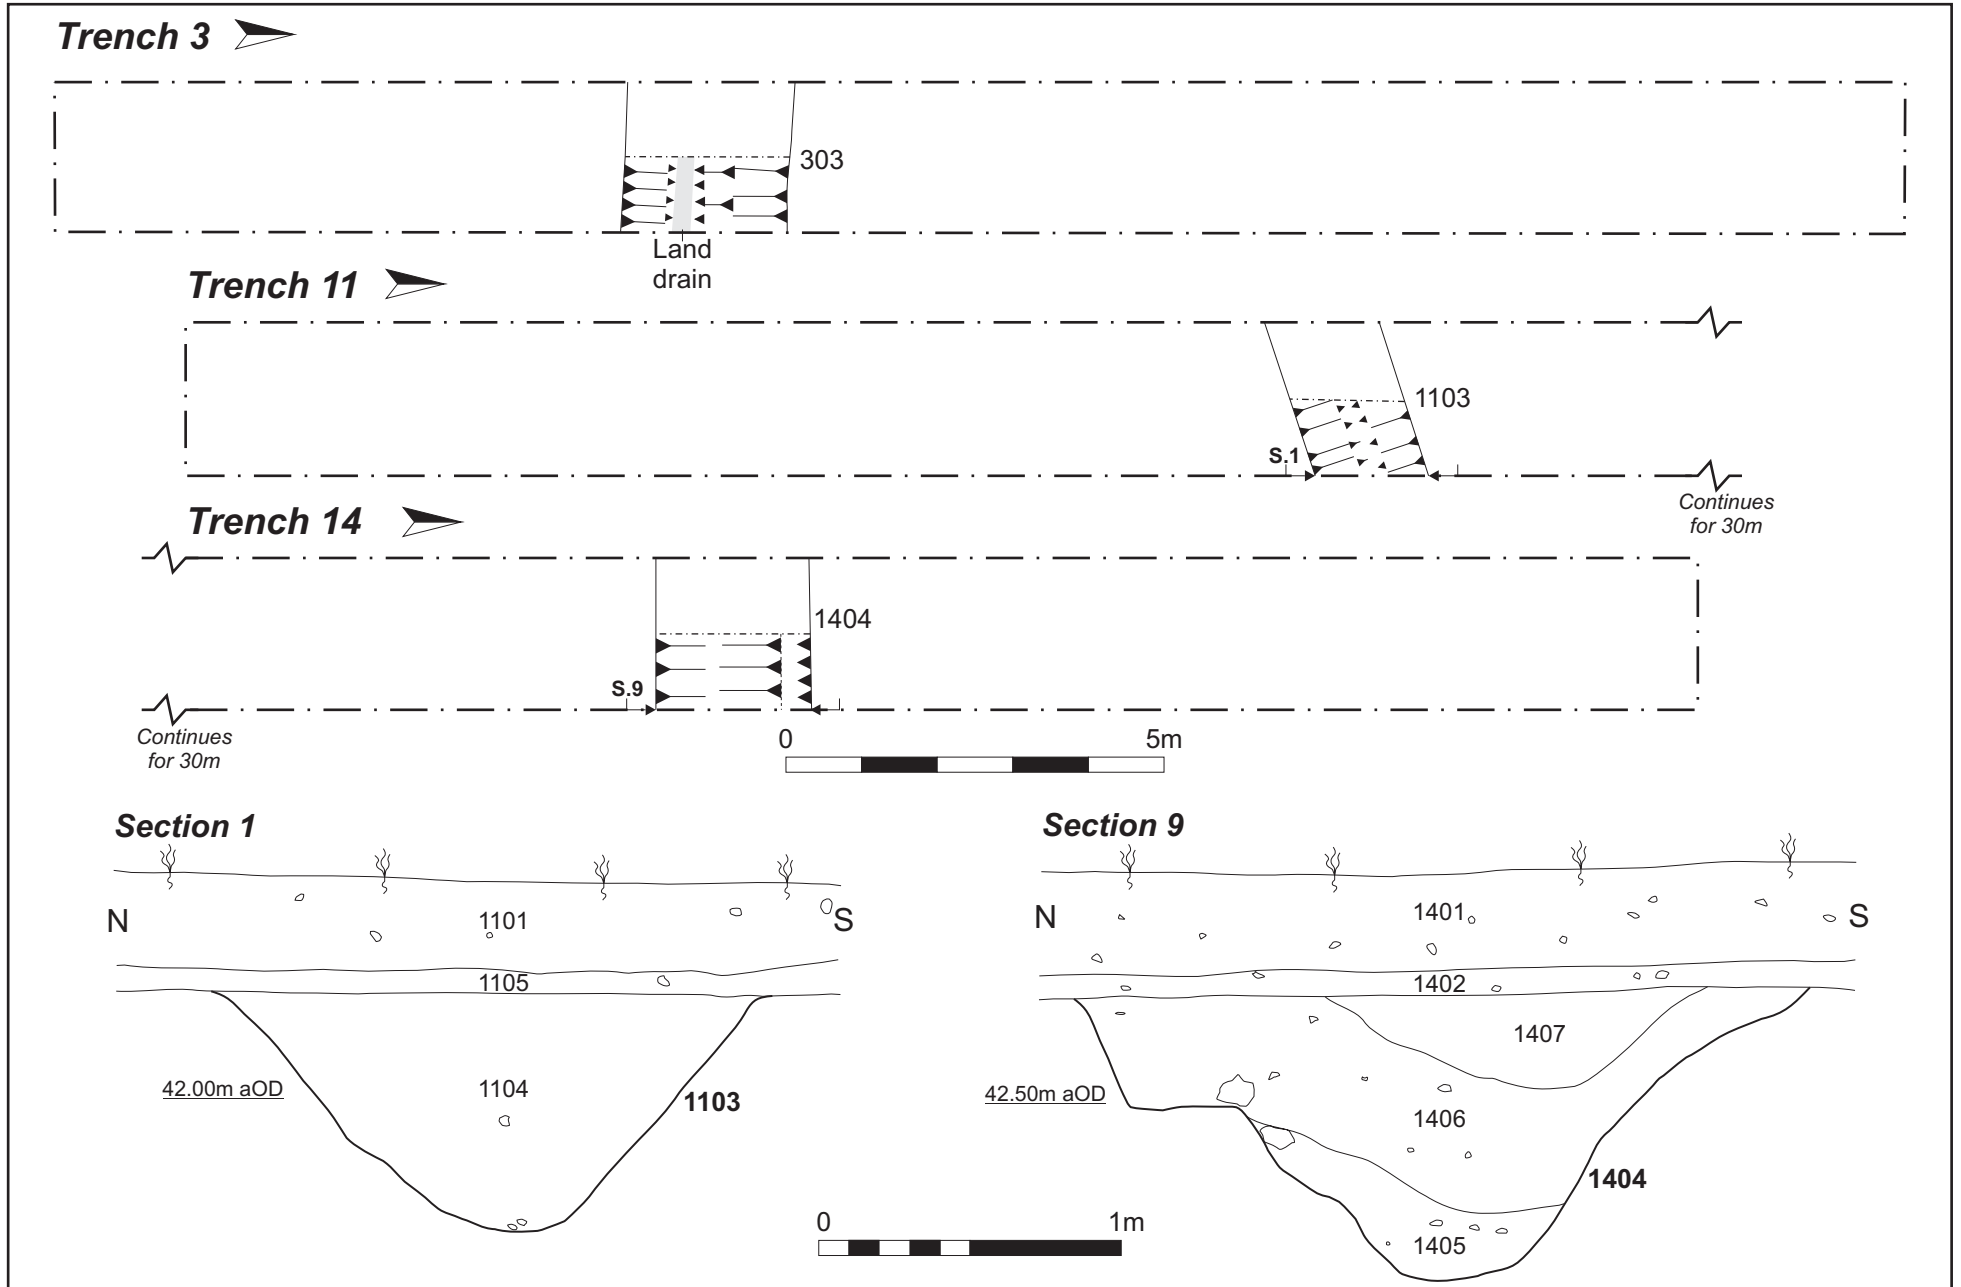 Trench 3
303
Land
drain
Trench 11
1103
S.1
Continues
for 30m
Trench 14
1404
S.9
Continues
for 30m
0 5m
Section 1
N 1101 S
1105
1104
42.00m aOD
1103
Section 9
N 1401 S
1402
1407
42.50m aOD
1406
1404
1405
0 1m